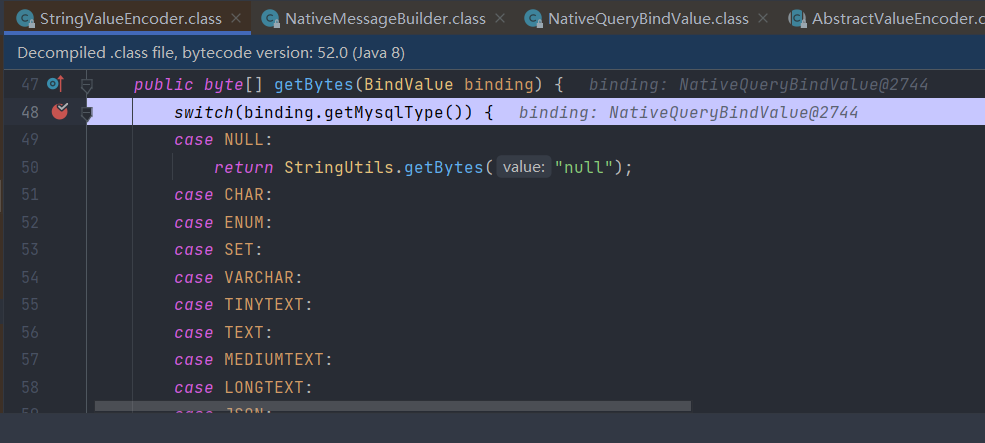 StringValueEncoder.class × NativeMessageBuilder.class × NativeQueryBindValue.class × AbstractValueEncoder.c
Decompiled .class file, bytecode version: 52.0 (Java 8)
47 public byte[] getBytes(BindValue binding) { binding: NativeQueryBindValue@2744
48 switch(binding.getMysqlType()) { binding: NativeQueryBindValue@2744
49 case NULL:
50 return StringUtils.getBytes( value: "null");
51 case CHAR:
52 case ENUM:
53 case SET:
54 case VARCHAR:
55 case TINYTEXT:
56 case TEXT:
57 case MEDIUMTEXT:
58 case LONGTEXT:
59 case JSON: